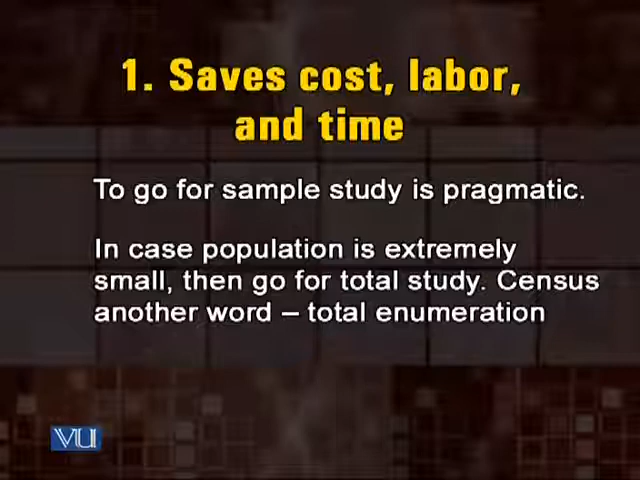 1. Saves cost, labor,
and time
To go for sample study is pragmatic.
In case population is extremely
small, then go for total study. Census
another word – total enumeration
VU